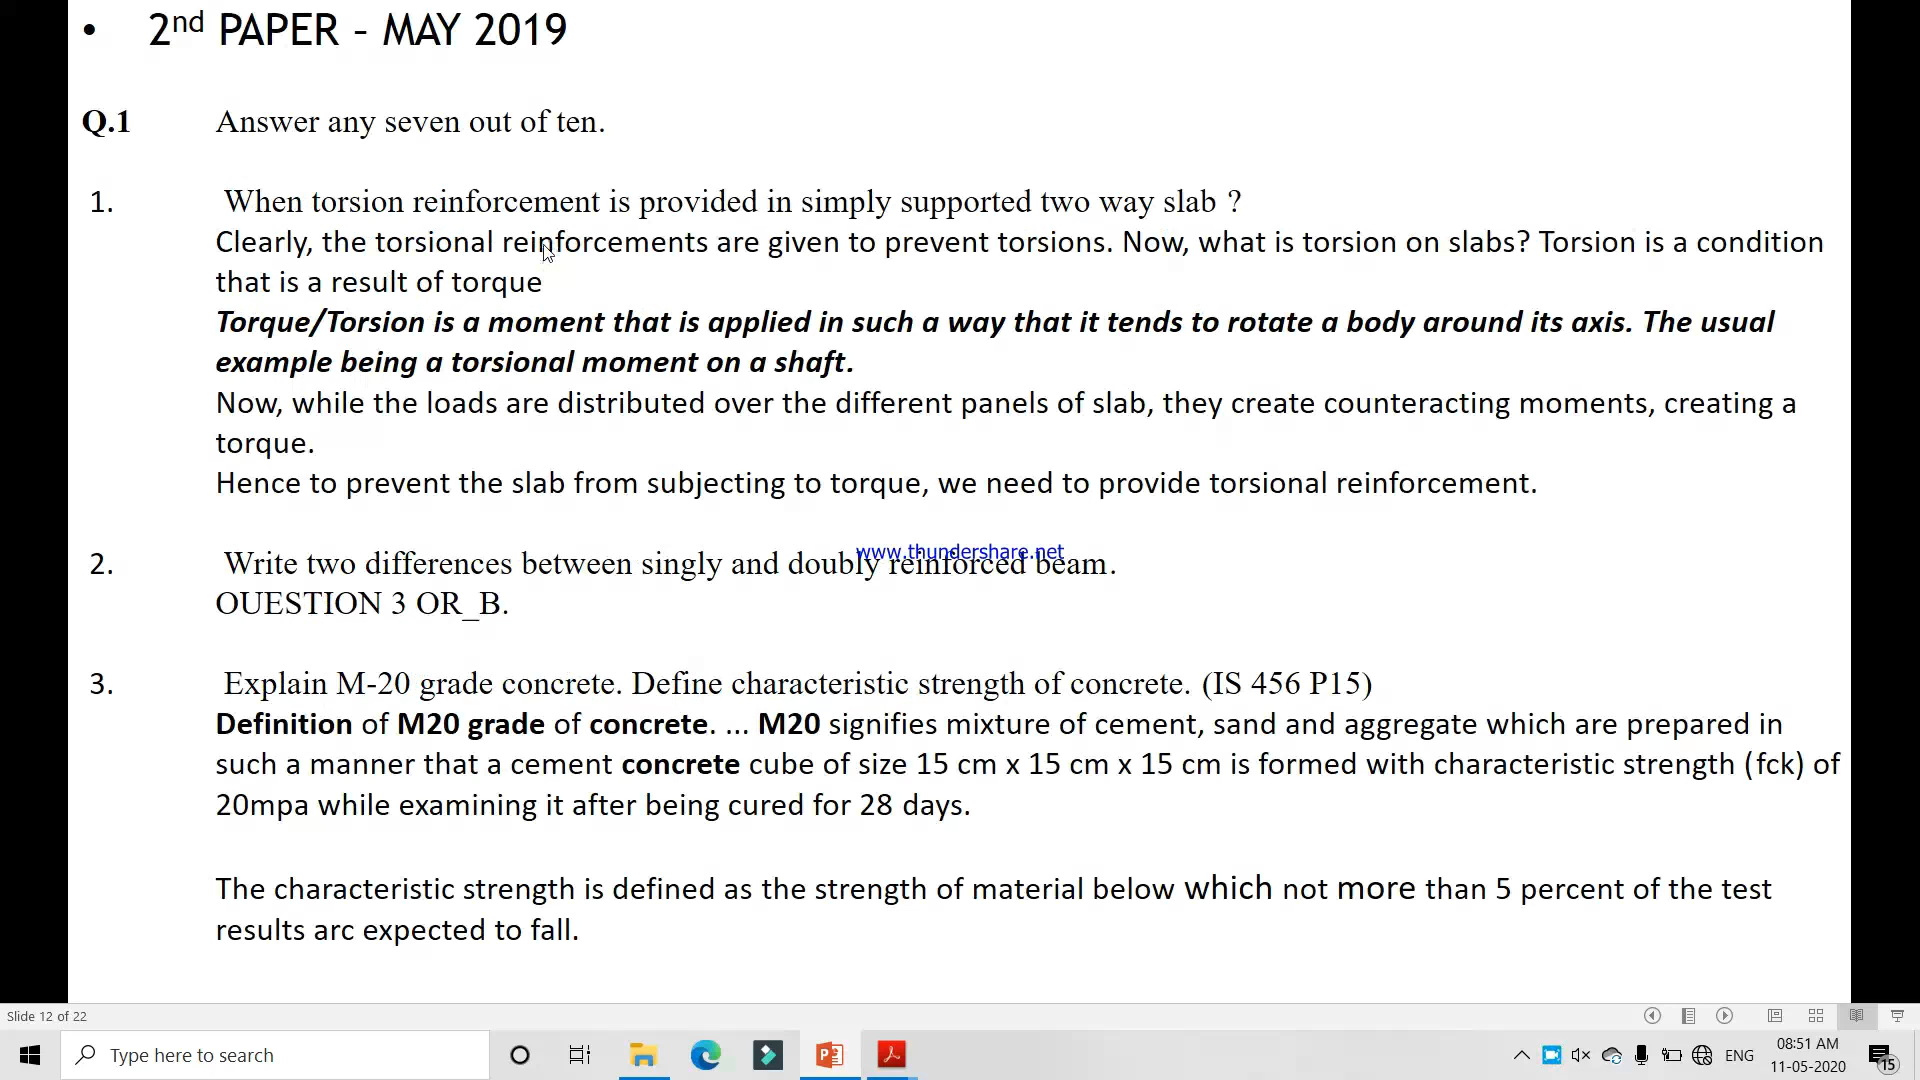 • 2nd PAPER – MAY 2019
Q.1 Answer any seven out of ten.
1. When torsion reinforcement is provided in simply supported two way slab ?
Clearly, the torsional reinforcements are given to prevent torsions. Now, what is torsion on slabs? Torsion is a condition
that is a result of torque
Torque/Torsion is a moment that is applied in such a way that it tends to rotate a body around its axis. The usual
example being a torsional moment on a shaft.
Now, while the loads are distributed over the different panels of slab, they create counteracting moments, creating a
torque.
Hence to prevent the slab from subjecting to torque, we need to provide torsional reinforcement.
www.thundershare.net
2. Write two differences between singly and doubly reinforced beam.
OUESTION 3 OR_B.
3. Explain M-20 grade concrete. Define characteristic strength of concrete. (IS 456 P15)
Definition of M20 grade of concrete. ... M20 signifies mixture of cement, sand and aggregate which are prepared in
such a manner that a cement concrete cube of size 15 cm x 15 cm x 15 cm is formed with characteristic strength (fck) of
20mpa while examining it after being cured for 28 days.
The characteristic strength is defined as the strength of material below which not more than 5 percent of the test
results arc expected to fall.
Slide 12 of 22
Type here to search
ENG
08:51 AM
11-05-2020
15